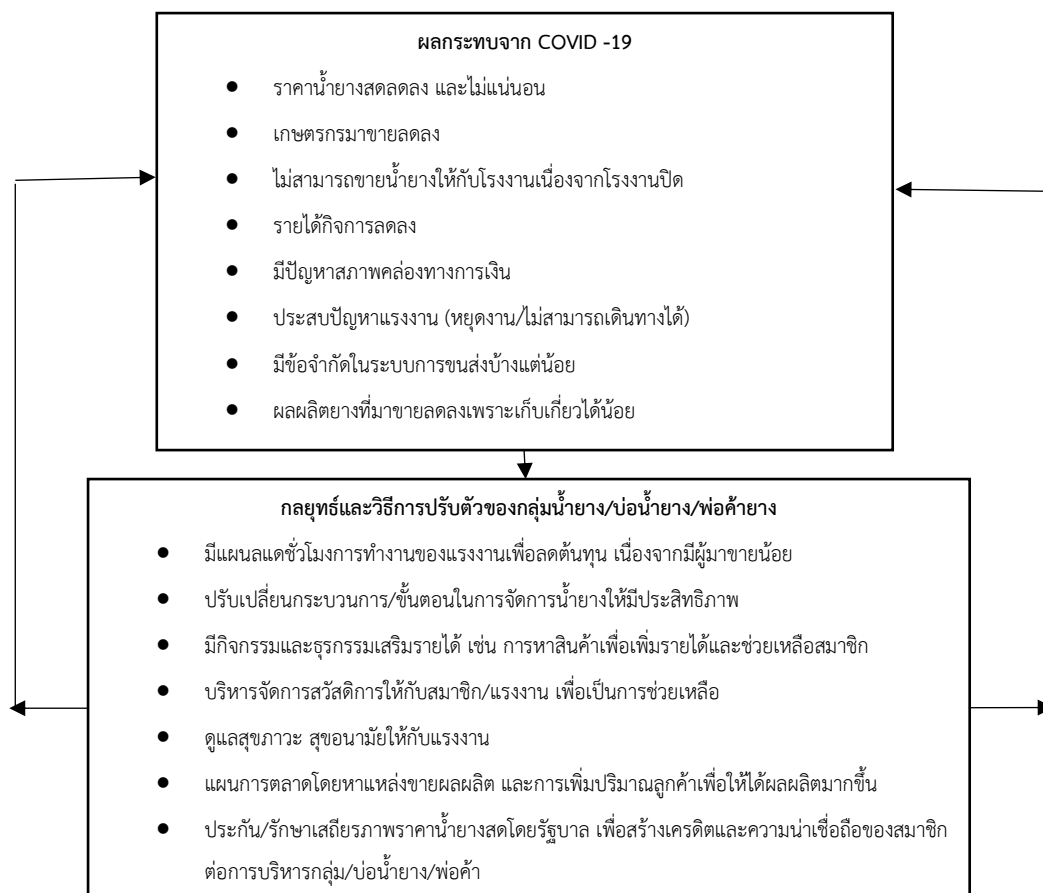 ผลกระทบจาก COVID -19
● ราคาน้ำยางสดลดลง และไม่แน่นอน
● เกษตรกรมาขายลดลง
● ไม่สามารถขายน้ำยางให้กับโรงงานเนื่องจากโรงงานปิด
● รายได้กิจการลดลง
● มีปัญหาสภาพคล่องทางการเงิน
● ประสบปัญหาแรงงาน (หยุดงาน/ไม่สามารถเดินทางได้)
● มีข้อจำกัดในระบบการขนส่งบ้างแต่น้อย
● ผลผลิตยางที่มาขายลดลงเพราะเก็บเกี่ยวได้น้อย
กลยุทธ์และวิธีการปรับตัวของกลุ่มน้ำยาง/บ่อน้ำยาง/พ่อค้ายาง
● มีแผนลแดชั่วโมงการทำงานของแรงงานเพื่อลดต้นทุน เนื่องจากมีผู้มาขายน้อย
● ปรับเปลี่ยนกระบวนการ/ขั้นตอนในการจัดการน้ำยางให้มีประสิทธิภาพ
● มีกิจกรรมและธุรกรรมเสริมรายได้ เช่น การหาสินค้าเพื่อเพิ่มรายได้และช่วยเหลือสมาชิก
● บริหารจัดการสวัสดิการให้กับสมาชิก/แรงงาน เพื่อเป็นการช่วยเหลือ
● ดูแลสุขภาวะ สุขอนามัยให้กับแรงงาน
● แผนการตลาดโดยหาแหล่งขายผลผลิต และการเพิ่มปริมาณลูกค้าเพื่อให้ได้ผลผลิตมากขึ้น
● ประกัน/รักษาเสถียรภาพราคาน้ำยางสดโดยรัฐบาล เพื่อสร้างเครดิตและความน่าเชื่อถือของสมาชิก
ต่อการบริหารกลุ่ม/บ่อน้ำยาง/พ่อค้า